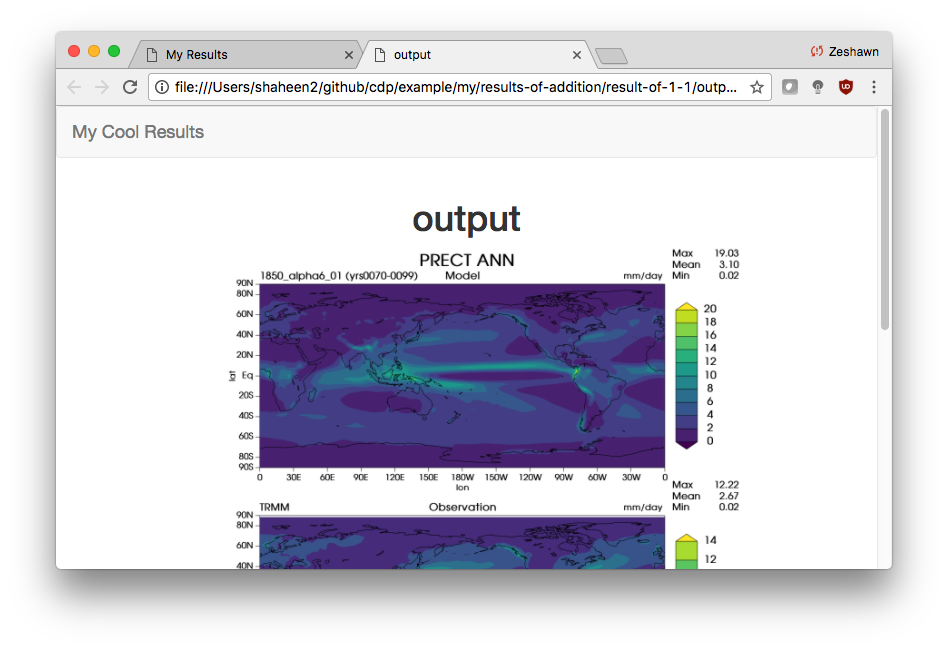 My Results
output
Zeshawn
file:///Users/shaheen2/github/cdp/example/my/results-of-addition/result-of-1-1/outp...
My Cool Results
output
PRECT ANN
Max 19.03
Mean 3.10
Min 0.02
1850_alpha6_01 (yrs0070-0099) Model mm/day
90N
80N
60N
40N
20N
Eq
20S
40S
60S
80S
90S
lat
0 30E 60E 90E 120E 150E 180W 150W 120W 90W 60W 30W 0
lon
20
18
16
14
12
10
8
6
4
2
0
Max 12.22
Mean 2.67
Min 0.02
TRMM Observation mm/day
90N
80N
60N
40N
14
12